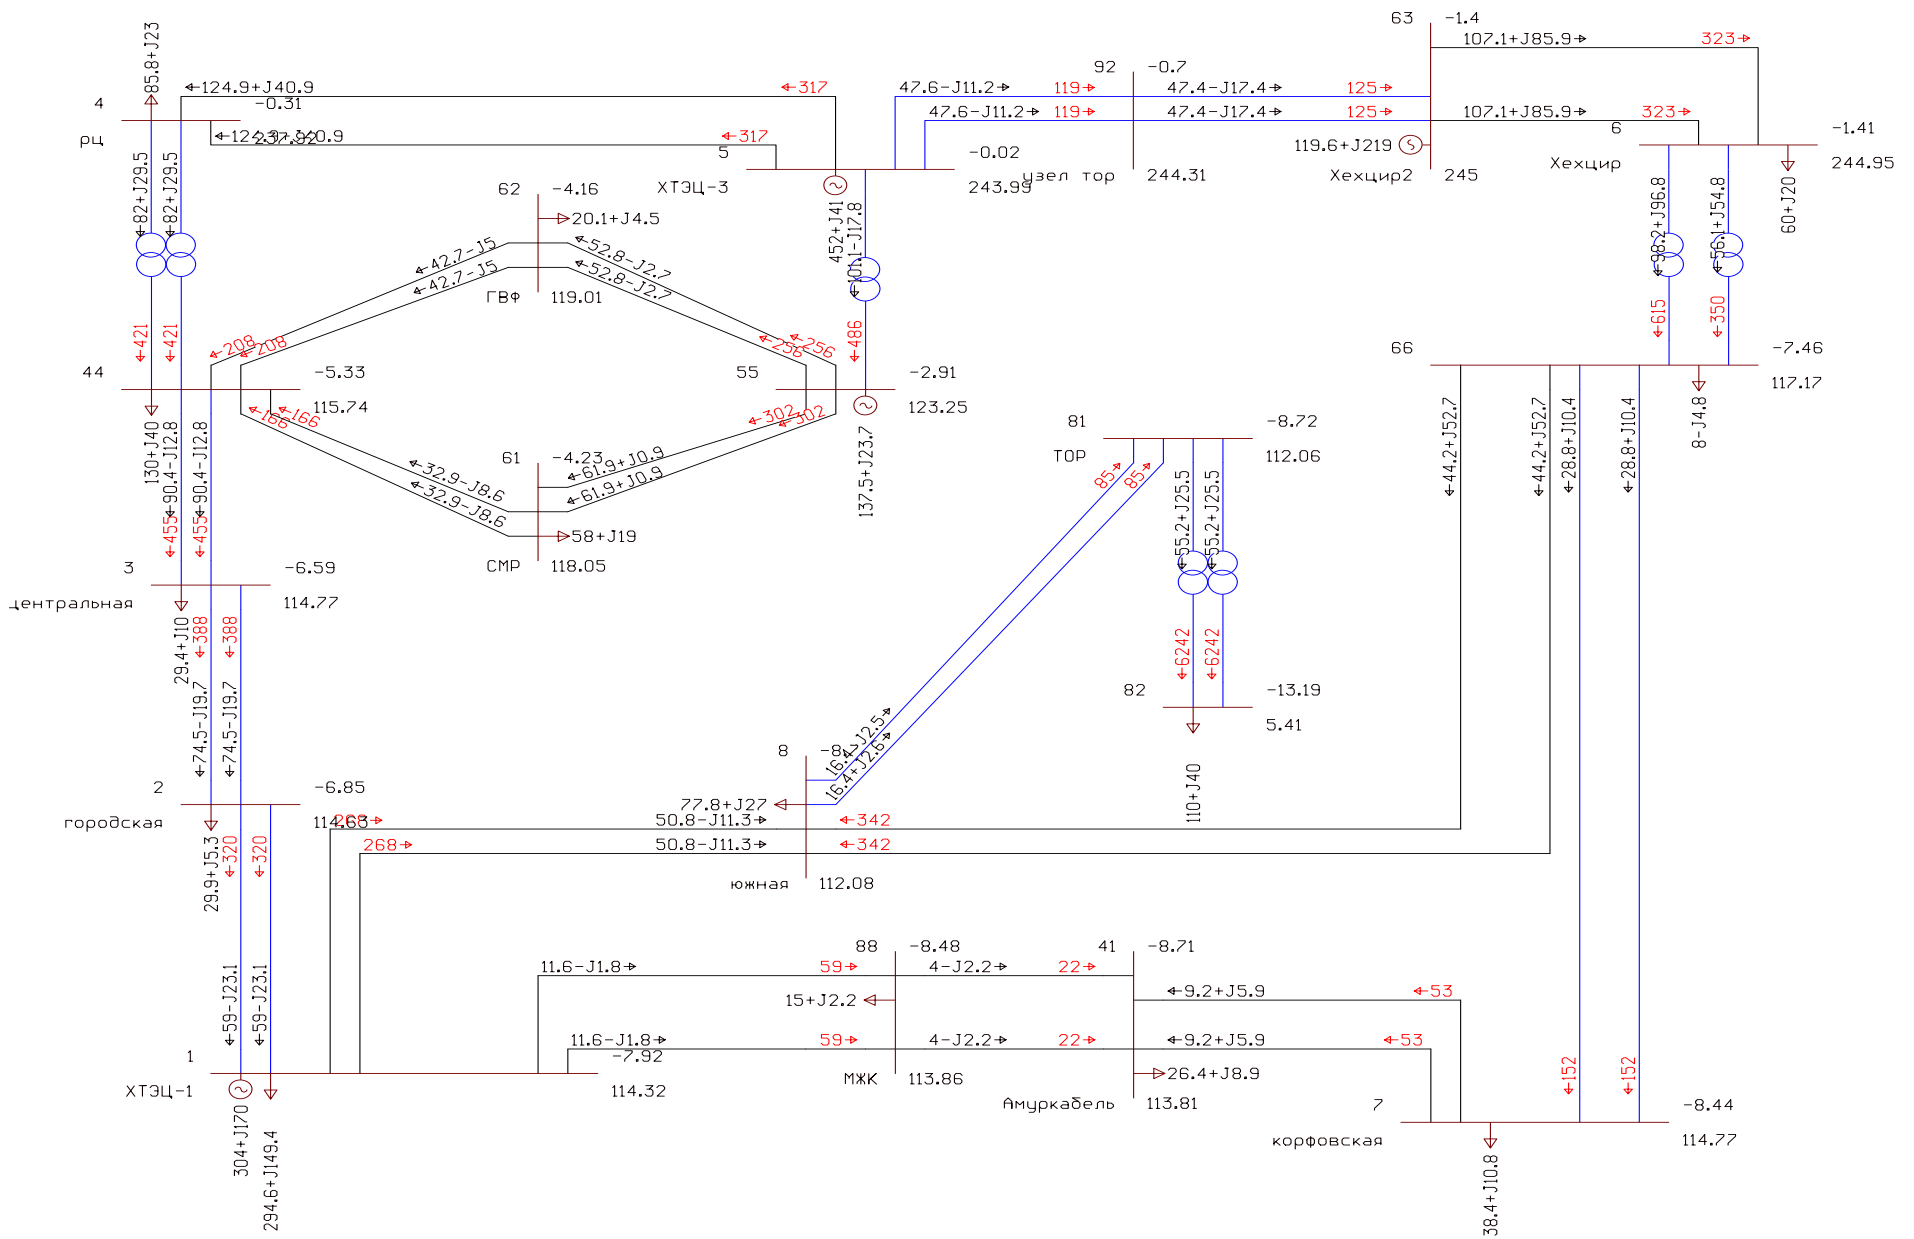 63
-1.4
107.1+J85.9
323
85.8+J23
124.9+J40.9
317
4
-0.31
рц
124.9+J40.9
317
5
-0.02
ХТЭЦ-3
243.99
47.6-J11.2
119
92
-0.7
47.4-J17.4
125
47.6-J11.2
119
47.4-J17.4
125
узел тор
244.31
107.1+J85.9
323
119.6+J219
Хехцир2
245
6
-1.41
Хехцир
244.95
60+J20
82+J29.5
82+J29.5
62
-4.16
20.1+J4.5
42.7-J5
42.7-J5
52.8-J2.7
52.8-J2.7
ГВФ
119.01
452+J41
101.1-J17.8
98.2+J96.8
56.1+J54.8
421
421
208
208
256
256
486
615
350
44
-5.33
115.74
55
-2.91
123.25
66
-7.46
117.17
130+J40
90.4-J12.8
90.4-J12.8
166
166
302
302
137.5+J23.7
8-J4.8
61
-4.23
61.9+J0.9
61.9+J0.9
32.9-J8.6
32.9-J8.6
58+J19
СМР
118.05
81
-8.72
ТОР
112.06
85
85
55.2+J25.5
55.2+J25.5
44.2+J52.7
44.2+J52.7
28.8+J10.4
28.8+J10.4
455
455
3
-6.59
центральная
114.77
29.4+J10
388
388
74.5-J19.7
74.5-J19.7
6242
6242
82
-13.19
5.41
110+J40
2
-6.85
городская
114.63
29.9+J5.3
320
320
8
16.4+J2.5
16.4+J2.6
77.8+J27
268
50.8-J11.3
342
268
50.8-J11.3
342
южная
112.08
59-J23.1
59-J23.1
1
-7.92
ХТЭЦ-1
114.32
304+J170
294.6+J149.4
11.6-J1.8
59
88
-8.48
4-J2.2
22
41
-8.71
15+J2.2
9.2+J5.9
53
11.6-J1.8
59
4-J2.2
22
9.2+J5.9
53
МЖК
113.86
26.4+J8.9
Амуркабель
113.81
152
152
7
-8.44
корфовская
114.77
38.4+J10.8